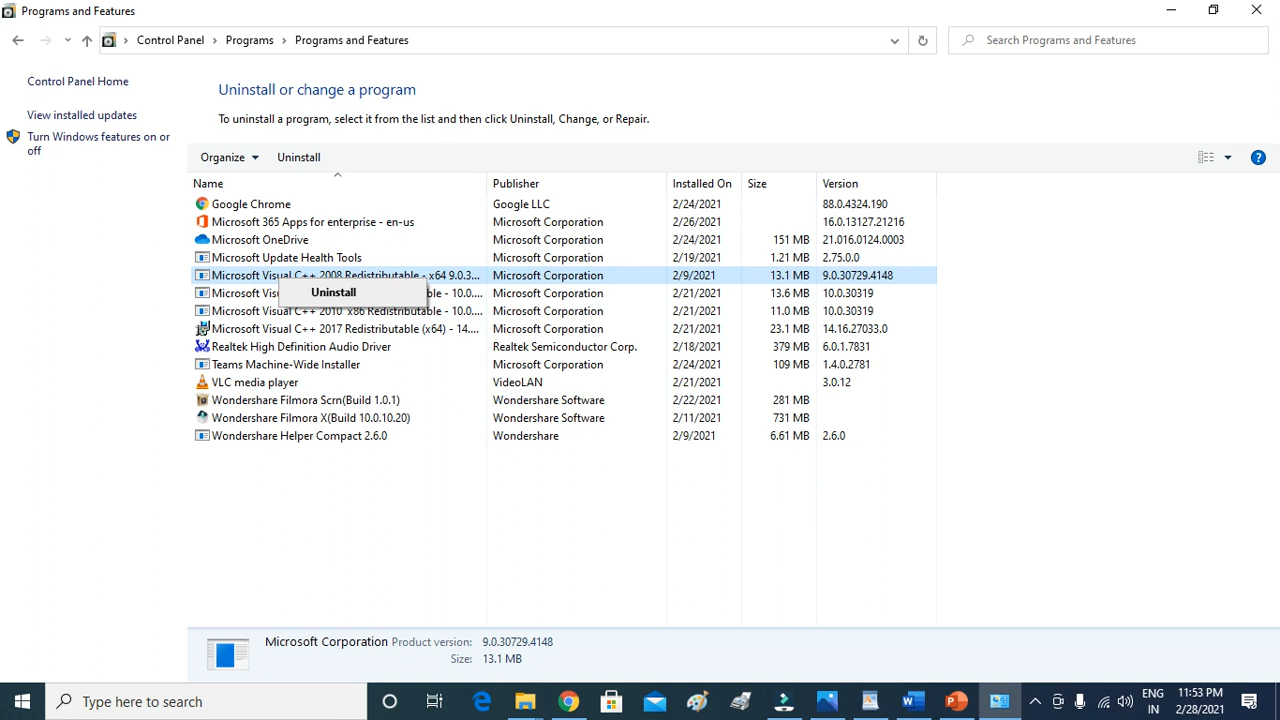 Programs and Features
Control Panel > Programs > Programs and Features
Search Programs and Features
Control Panel Home
View installed updates
Turn Windows features on or
off
Uninstall or change a program
To uninstall a program, select it from the list and then click Uninstall, Change, or Repair.
Organize Uninstall
Name Publisher Installed On Size Version
Google Chrome Google LLC 2/24/2021 88.0.4324.190
Microsoft 365 Apps for enterprise - en-us Microsoft Corporation 2/26/2021 16.0.13127.21216
Microsoft OneDrive Microsoft Corporation 2/24/2021 151 MB 21.016.0124.0003
Microsoft Update Health Tools Microsoft Corporation 2/19/2021 1.21 MB 2.75.0.0
Microsoft Visual C++ 2008 Redistributable - x64 9.0.3... Microsoft Corporation 2/9/2021 13.1 MB 9.0.30729.4148
Uninstall
Microsoft - 10.0.... Microsoft Corporation 2/21/2021 13.6 MB 10.0.30319
Microsoft Visual C++ 2010 x86 Redistributable - 10.0.... Microsoft Corporation 2/21/2021 11.0 MB 10.0.30319
Microsoft Visual C++ 2017 Redistributable (x64) - 14.... Microsoft Corporation 2/21/2021 23.1 MB 14.16.27033.0
Realtek High Definition Audio Driver Realtek Semiconductor Corp. 2/18/2021 379 MB 6.0.1.7831
Teams Machine-Wide Installer Microsoft Corporation 2/24/2021 109 MB 1.4.0.2781
VLC media player VideoLAN 2/21/2021 3.0.12
Wondershare Filmora Scrn(Build 1.0.1) Wondershare Software 2/22/2021 281 MB
Wondershare Filmora X(Build 10.0.10.20) Wondershare Software 2/11/2021 731 MB
Wondershare Helper Compact 2.6.0 Wondershare 2/9/2021 6.61 MB 2.6.0
Microsoft Corporation Product version: 9.0.30729.4148
Size: 13.1 MB
Type here to search
ENG 11:53 PM
IN 2/28/2021